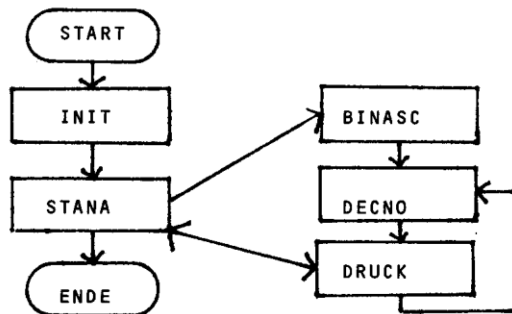 START
INIT
STANA
ENDE
BINASC
DECNO
DRUCK